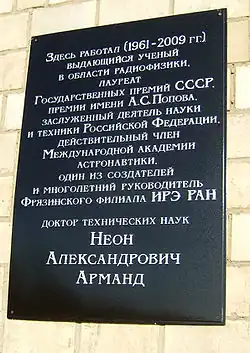 Здесь работал (1961-2009 гг.)
выдающийся ученый
в области радиофизики,
лауреат
Государственных премий СССР,
премии имени А.С.Попова,
заслуженный деятель науки
и техники Российской Федерации,
действительный член
Международной академии
астронавтики,
один из создателей
и многолетний руководитель
Фрязинского филиала ИРЭ РАН
доктор технических наук
Неон
Александрович
Арманд